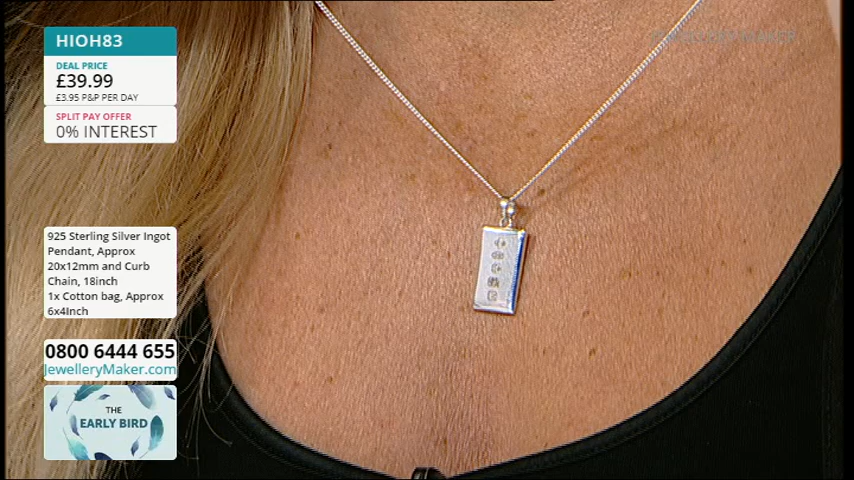 HIOH83
DEAL PRICE
£39.99
£3.95 P&P PER DAY
SPLIT PAY OFFER
0% INTEREST
JEWELLERYMAKER
925 Sterling Silver Ingot
Pendant, Approx
20x12mm and Curb
Chain, 18inch
1x Cotton bag, Approx
6x4Inch
0800 6444 655
JewelleryMaker.com
THE
EARLY BIRD